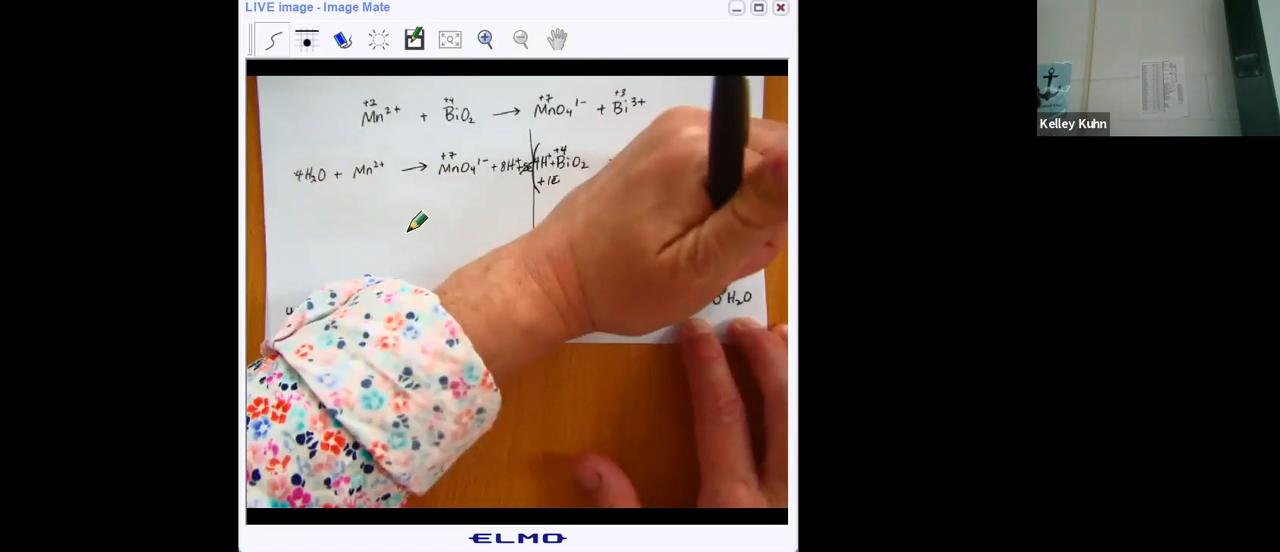 LIVE image - Image Mate
+2 +4 +7 +3
Mn²⁺ + BiO₂ → MnO₄¹⁻ + Bi³⁺
+7 +4
4H₂O + Mn²⁺ → MnO₄¹⁻ + 8H⁺ (4H⁺ + BiO₂
+1e
H₂O
Kelley Kuhn
ELMO